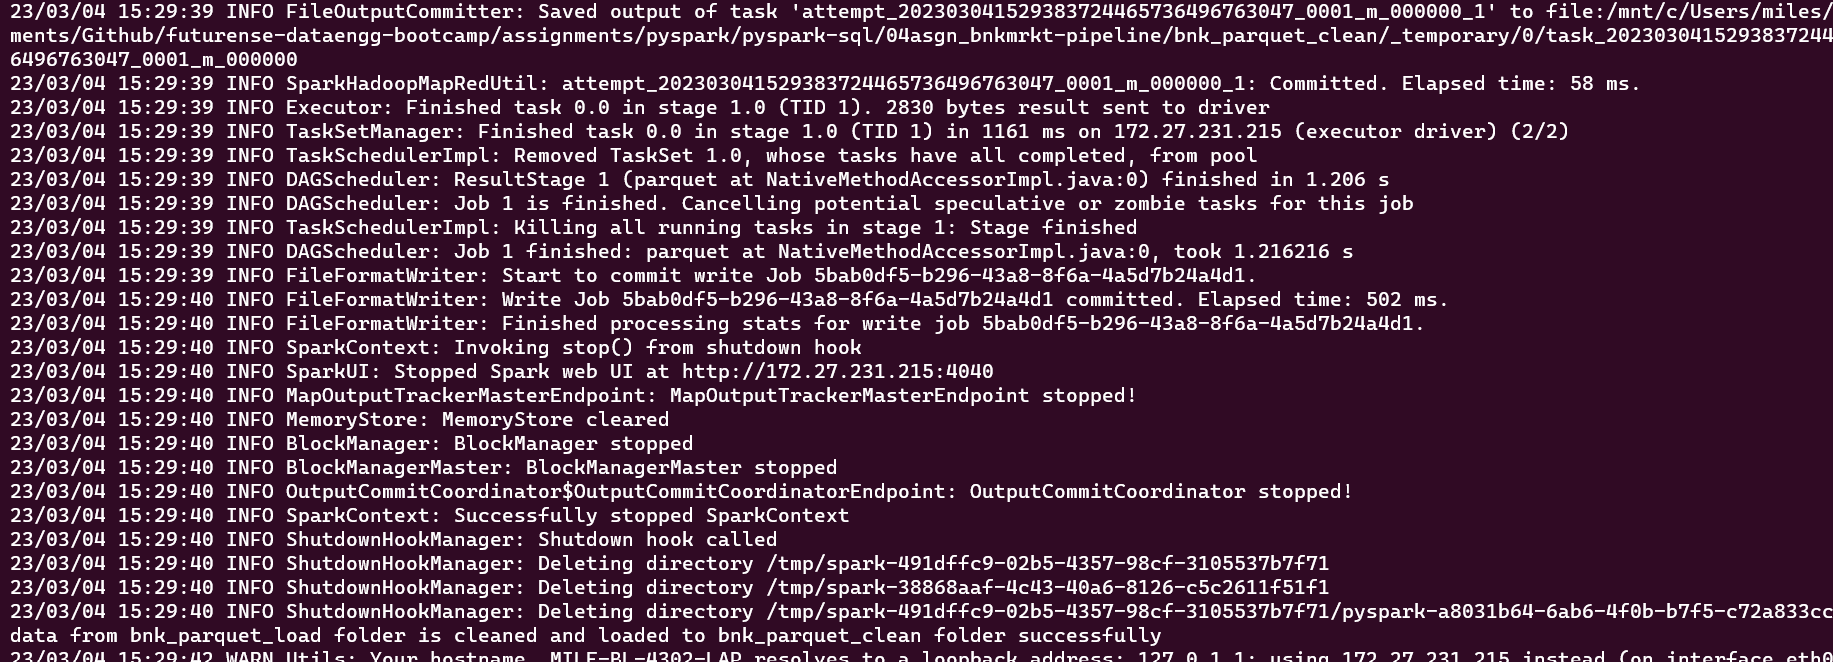 23/03/04 15:29:39 INFO FileOutputCommitter: Saved output of task 'attempt_202303041529383724465736496763047_0001_m_000000_1' to file:/mnt/c/Users/miles/
ments/Github/futurense-dataengg-bootcamp/assignments/pyspark/pyspark-sql/04asgn_bnkmrkt-pipeline/bnk_parquet_clean/_temporary/0/task_2023030415293837244
6496763047_0001_m_000000
23/03/04 15:29:39 INFO SparkHadoopMapRedUtil: attempt_202303041529383724465736496763047_0001_m_000000_1: Committed. Elapsed time: 58 ms.
23/03/04 15:29:39 INFO Executor: Finished task 0.0 in stage 1.0 (TID 1). 2830 bytes result sent to driver
23/03/04 15:29:39 INFO TaskSetManager: Finished task 0.0 in stage 1.0 (TID 1) in 1161 ms on 172.27.231.215 (executor driver) (2/2)
23/03/04 15:29:39 INFO TaskSchedulerImpl: Removed TaskSet 1.0, whose tasks have all completed, from pool
23/03/04 15:29:39 INFO DAGScheduler: ResultStage 1 (parquet at NativeMethodAccessorImpl.java:0) finished in 1.206 s
23/03/04 15:29:39 INFO DAGScheduler: Job 1 is finished. Cancelling potential speculative or zombie tasks for this job
23/03/04 15:29:39 INFO TaskSchedulerImpl: Killing all running tasks in stage 1: Stage finished
23/03/04 15:29:39 INFO DAGScheduler: Job 1 finished: parquet at NativeMethodAccessorImpl.java:0, took 1.216216 s
23/03/04 15:29:39 INFO FileFormatWriter: Start to commit write Job 5bab0df5-b296-43a8-8f6a-4a5d7b24a4d1.
23/03/04 15:29:40 INFO FileFormatWriter: Write Job 5bab0df5-b296-43a8-8f6a-4a5d7b24a4d1 committed. Elapsed time: 502 ms.
23/03/04 15:29:40 INFO FileFormatWriter: Finished processing stats for write job 5bab0df5-b296-43a8-8f6a-4a5d7b24a4d1.
23/03/04 15:29:40 INFO SparkContext: Invoking stop() from shutdown hook
23/03/04 15:29:40 INFO SparkUI: Stopped Spark web UI at http://172.27.231.215:4040
23/03/04 15:29:40 INFO MapOutputTrackerMasterEndpoint: MapOutputTrackerMasterEndpoint stopped!
23/03/04 15:29:40 INFO MemoryStore: MemoryStore cleared
23/03/04 15:29:40 INFO BlockManager: BlockManager stopped
23/03/04 15:29:40 INFO BlockManagerMaster: BlockManagerMaster stopped
23/03/04 15:29:40 INFO OutputCommitCoordinator$OutputCommitCoordinatorEndpoint: OutputCommitCoordinator stopped!
23/03/04 15:29:40 INFO SparkContext: Successfully stopped SparkContext
23/03/04 15:29:40 INFO ShutdownHookManager: Shutdown hook called
23/03/04 15:29:40 INFO ShutdownHookManager: Deleting directory /tmp/spark-491dffc9-02b5-4357-98cf-3105537b7f71
23/03/04 15:29:40 INFO ShutdownHookManager: Deleting directory /tmp/spark-38868aaf-4c43-40a6-8126-c5c2611f51f1
23/03/04 15:29:40 INFO ShutdownHookManager: Deleting directory /tmp/spark-491dffc9-02b5-4357-98cf-3105537b7f71/pyspark-a8031b64-6ab6-4f0b-b7f5-c72a833cc
data from bnk_parquet_load folder is cleaned and loaded to bnk_parquet_clean folder successfully
23/03/04 15:29:42 WARN Utils: Your hostname, MILE-BL-4302-LAP resolves to a loopback address: 127.0.1.1; using 172.27.231.215 instead (on interface eth0